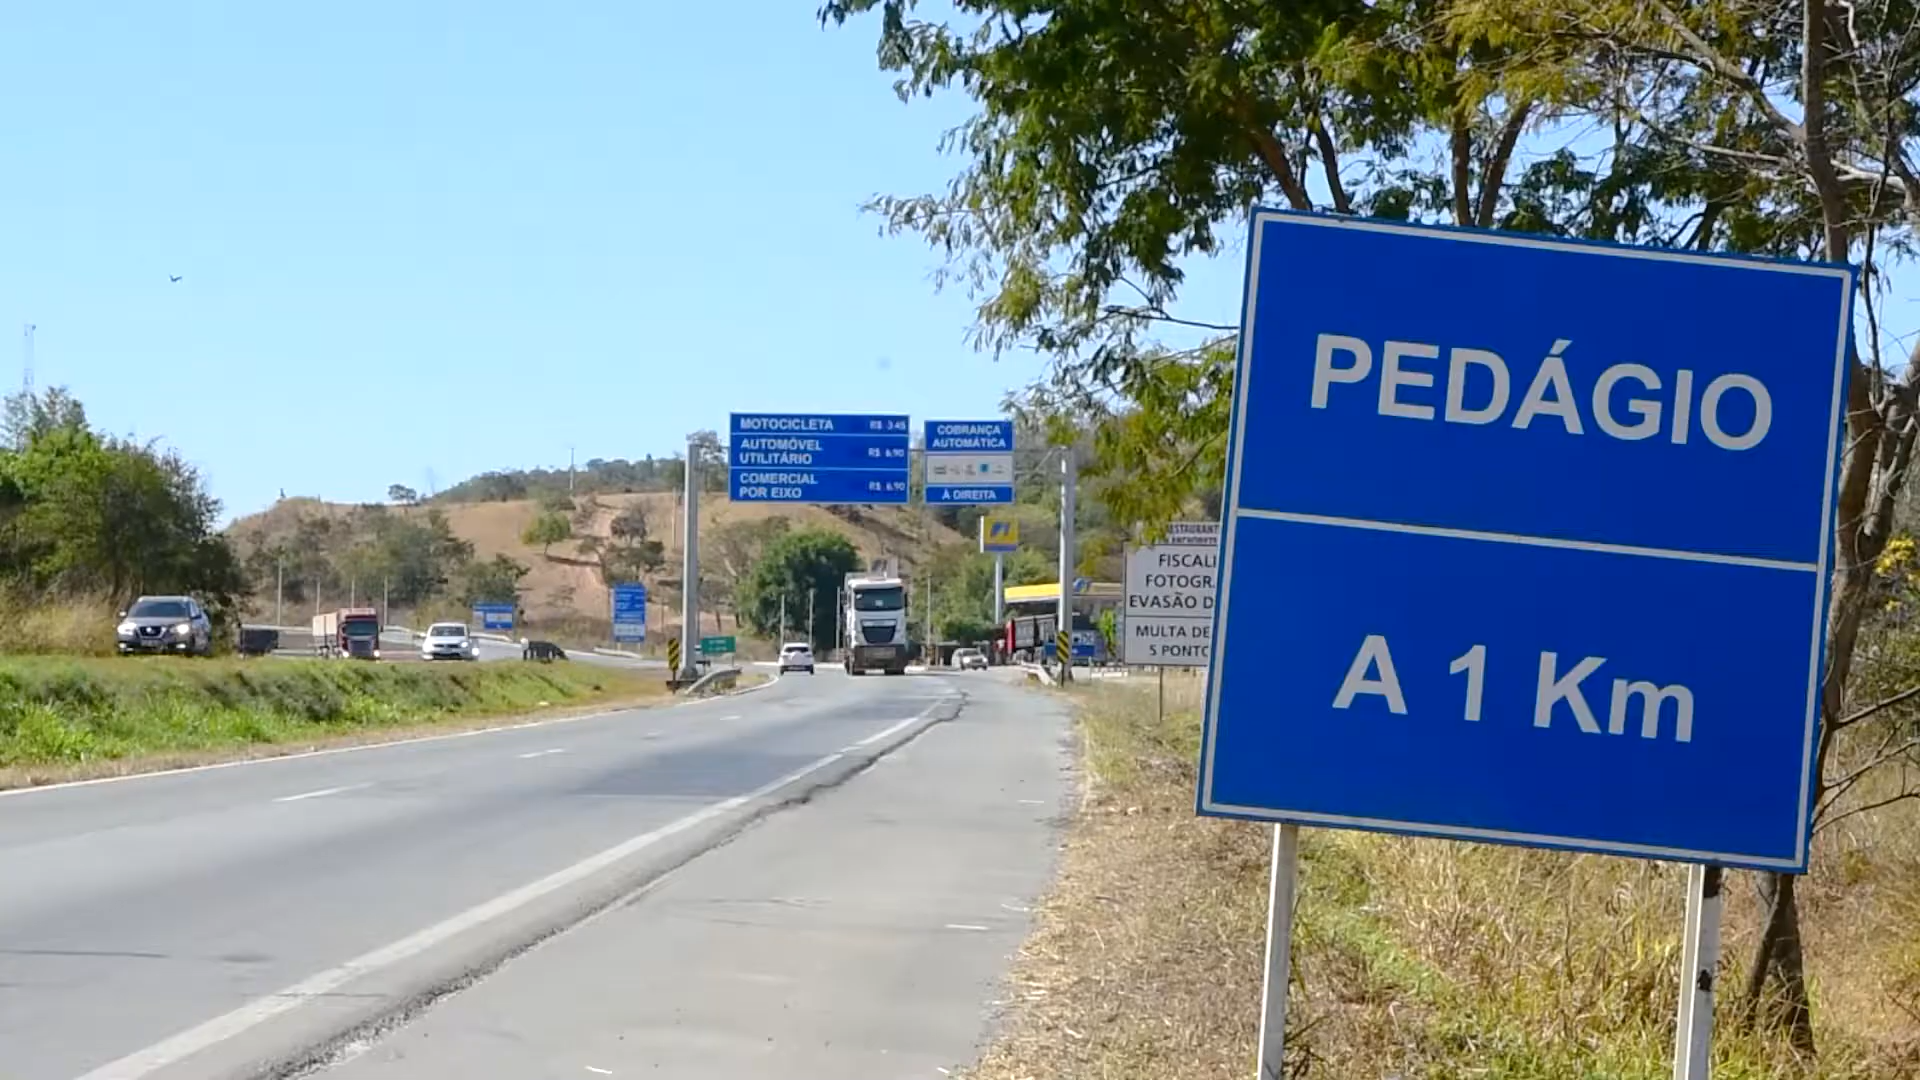 MOTOCICLETA R$ 3.45
AUTOMÓVEL
UTILITÁRIO R$ 6.90
COMERCIAL
POR EIXO R$ 6.90
COBRANÇA
AUTOMÁTICA
À DIREITA
FISCALI
FOTOGR
EVASÃO D
MULTA DE
5 PONTO
PEDÁGIO
A 1 Km